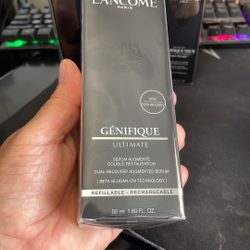 LANCÔME
PARIS
GÉNIFIQUE
ULTIMATE
SÉRUM AUGMENTÉ
DOUBLE RESTAURATION
DUAL-RECOVERY AUGMENTED SERUM
[ BETA-GLUCAN-CM TECHNOLOGY ]
REFILLABLE - RECHARGEABLE
50 ml 1.69 FL. OZ.